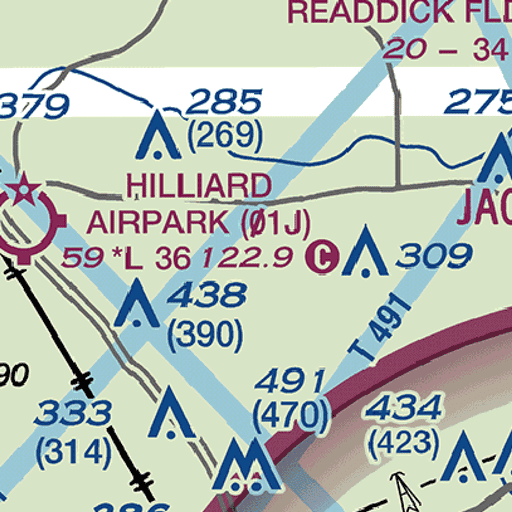 READDICK FLD
20 – 34
379
285
(269)
275
HILLIARD
AIRPARK (Ø1J)
59 *L 36 122.9 C
309
JAC
438
(390)
T 491
90
491
(470)
333
(314)
434
(423)